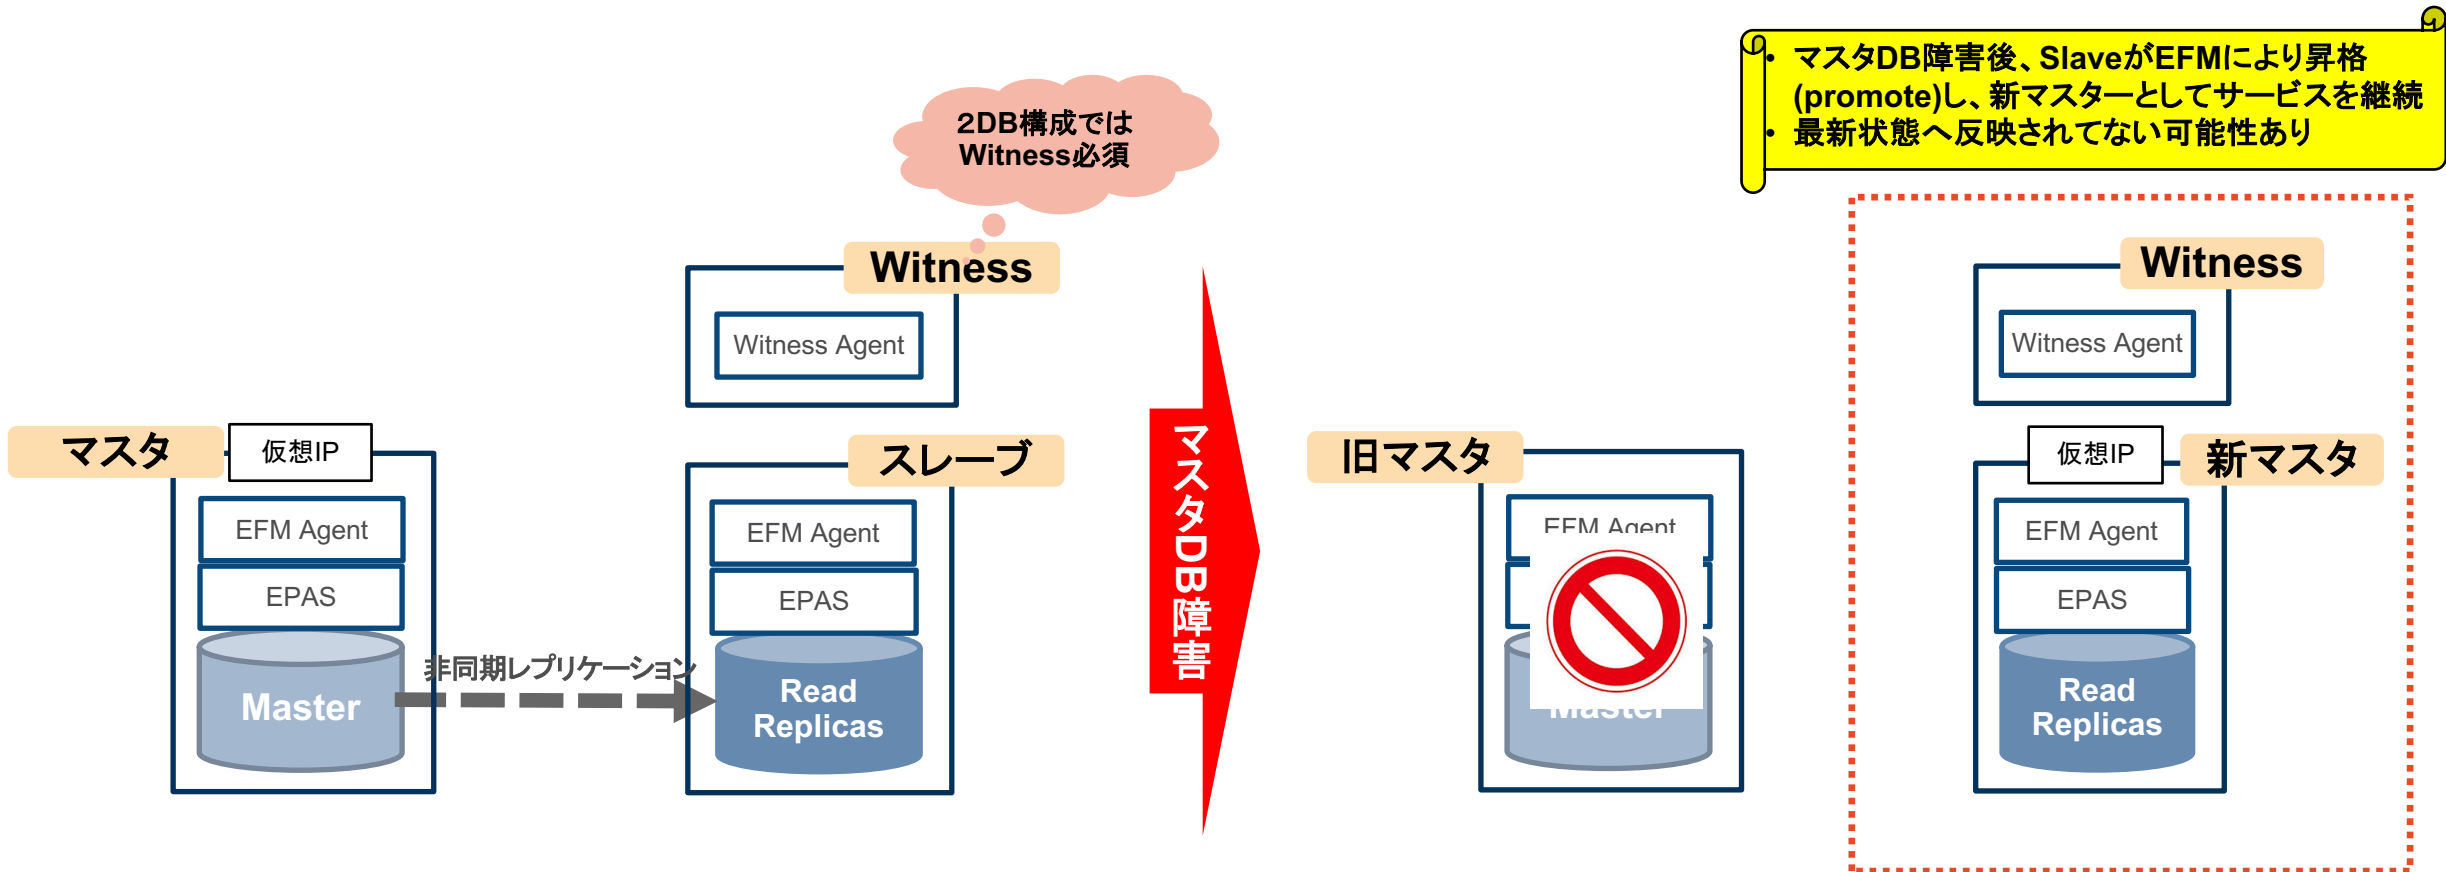 • マスタDB障害後、SlaveがEFMにより昇格
(promote)し、新マスターとしてサービスを継続
• 最新状態へ反映されてない可能性あり
２DB構成では
Witness必須
Witness
Witness Agent
マスタ
仮想IP
EFM Agent
EPAS
Master
非同期レプリケーション
スレーブ
EFM Agent
EPAS
Read
Replicas
マスタDB障害
旧マスタ
EFM Agent
Master
Witness
Witness Agent
仮想IP
新マスタ
EFM Agent
EPAS
Read
Replicas